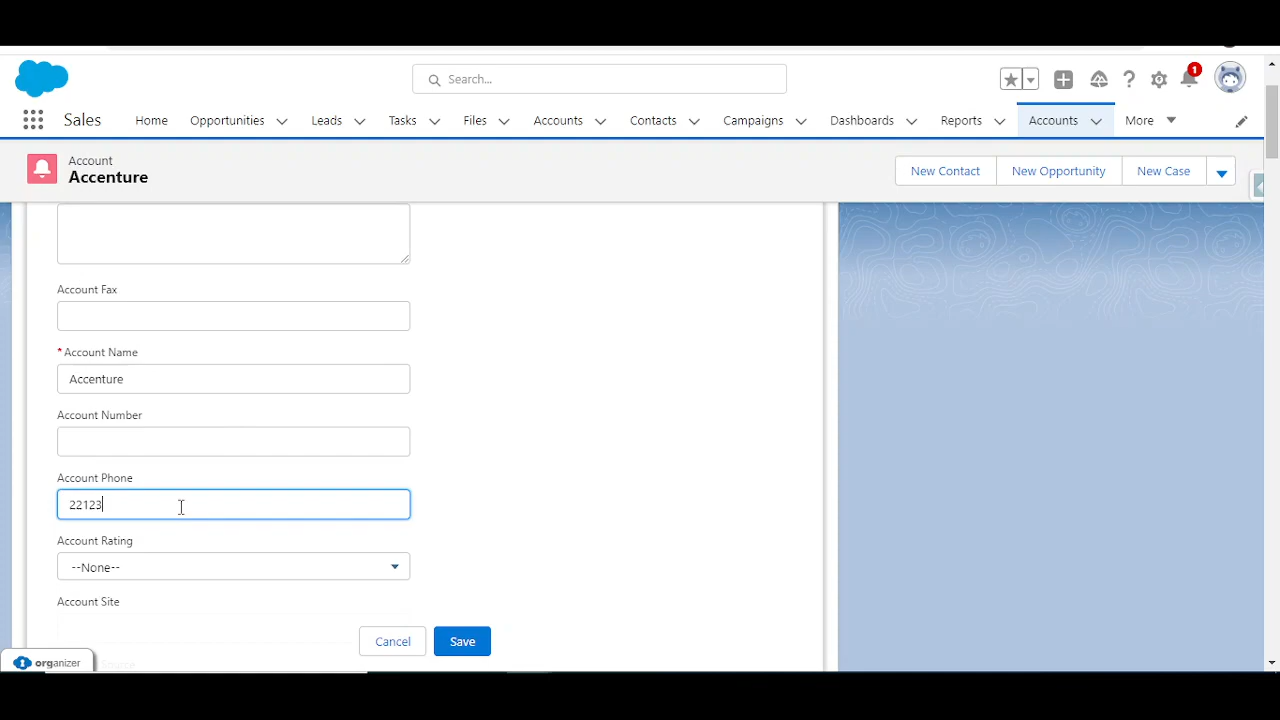 Search...
1
Sales
Home
Opportunities
Leads
Tasks
Files
Accounts
Contacts
Campaigns
Dashboards
Reports
Accounts
More
Account
Accenture
New Contact
New Opportunity
New Case
Account Fax
* Account Name
Accenture
Account Number
Account Phone
22123
Account Rating
--None--
Account Site
Cancel
Save
organizer
Source